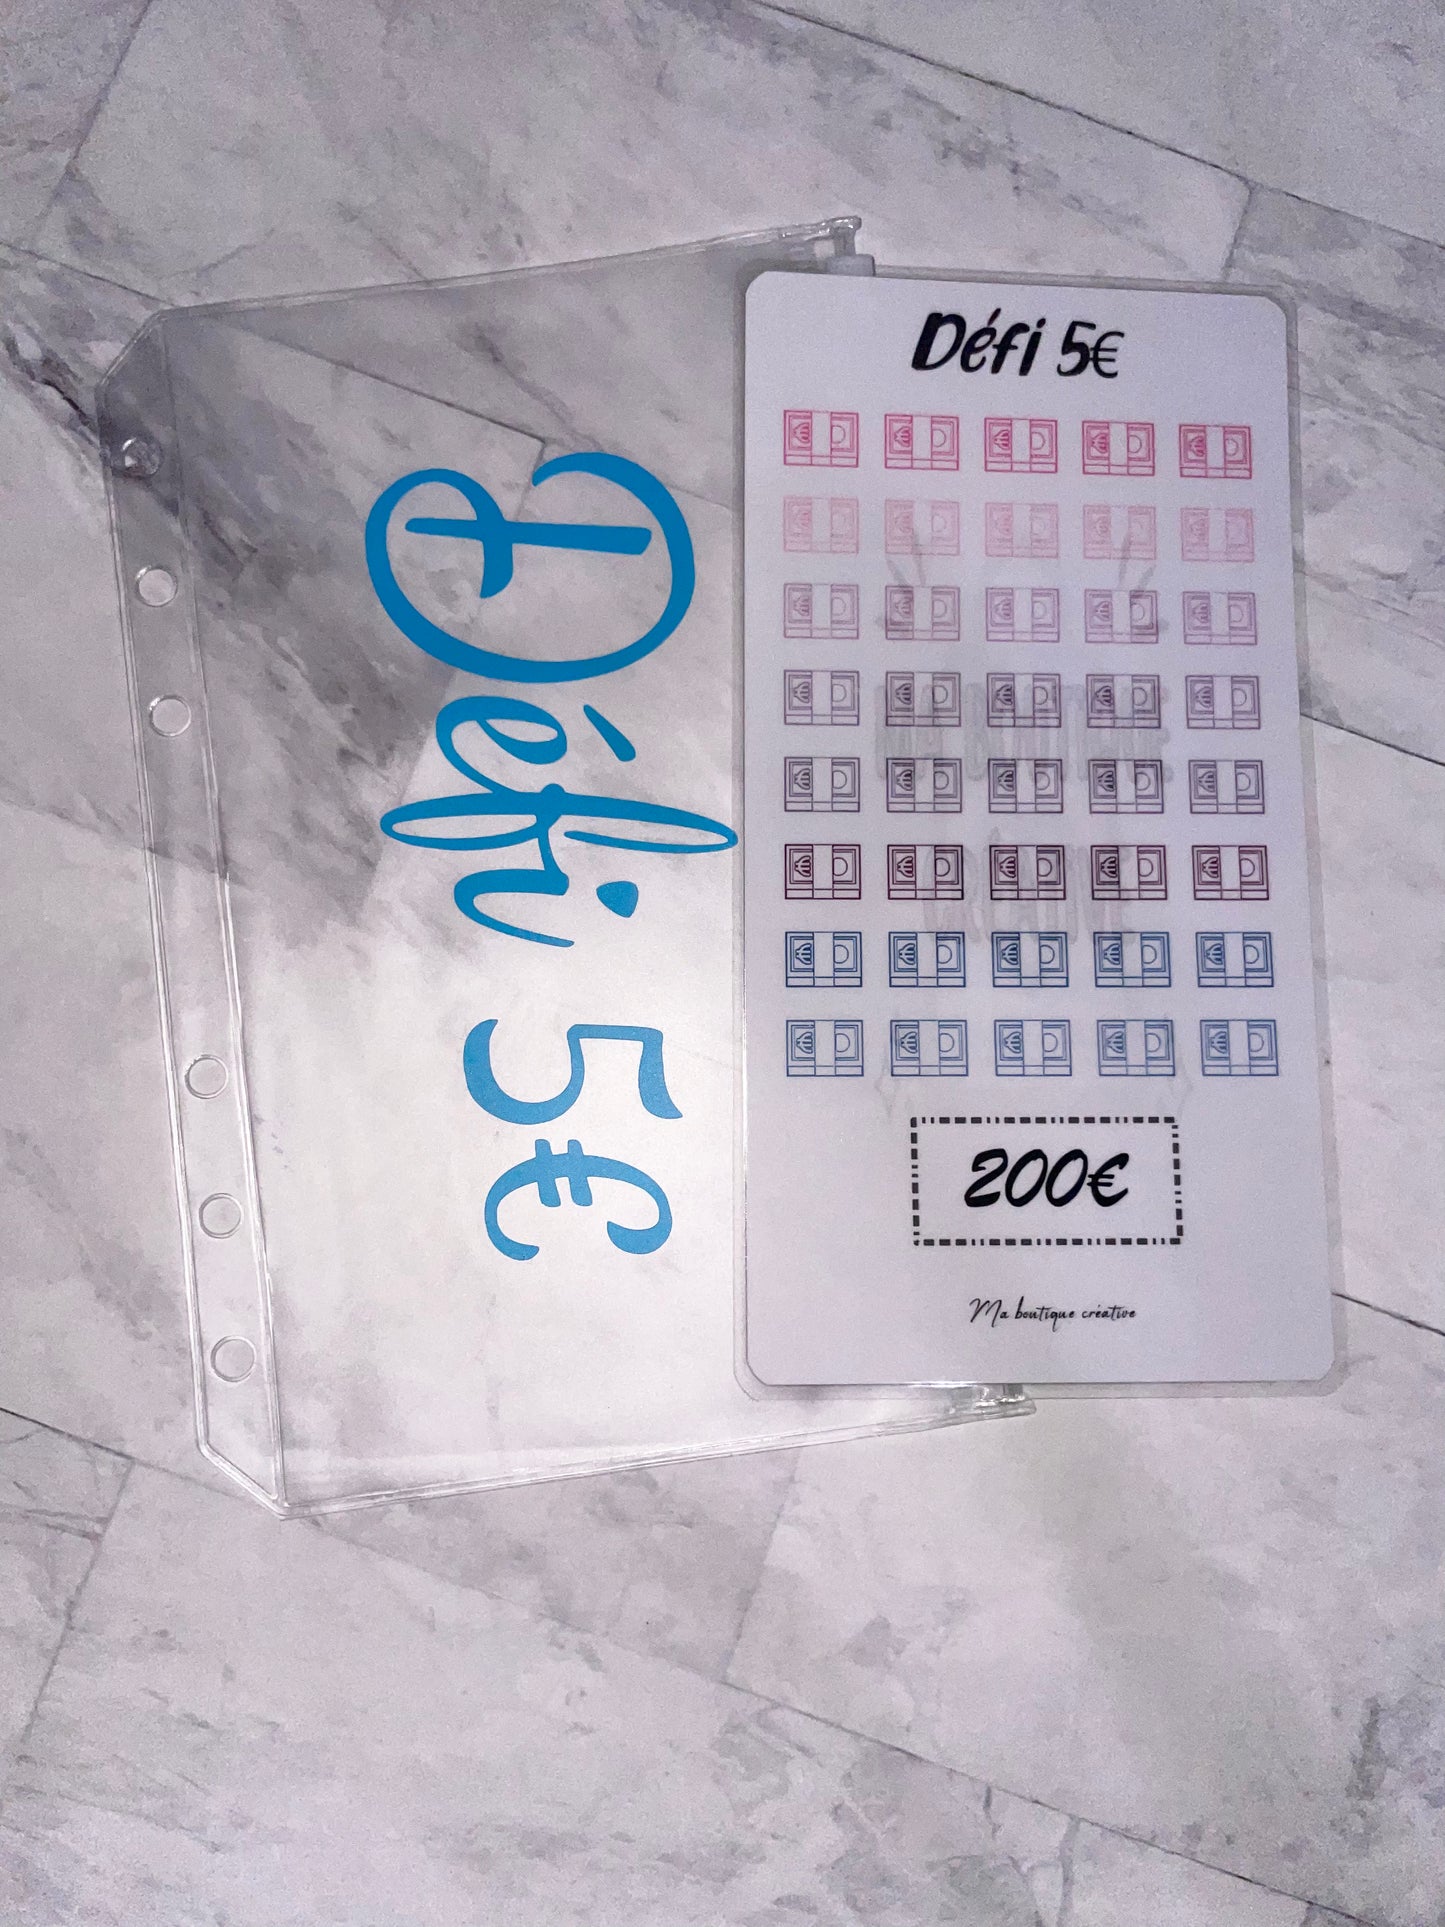 Défi 5€
Défi 5€
200€
Ma boutique créative